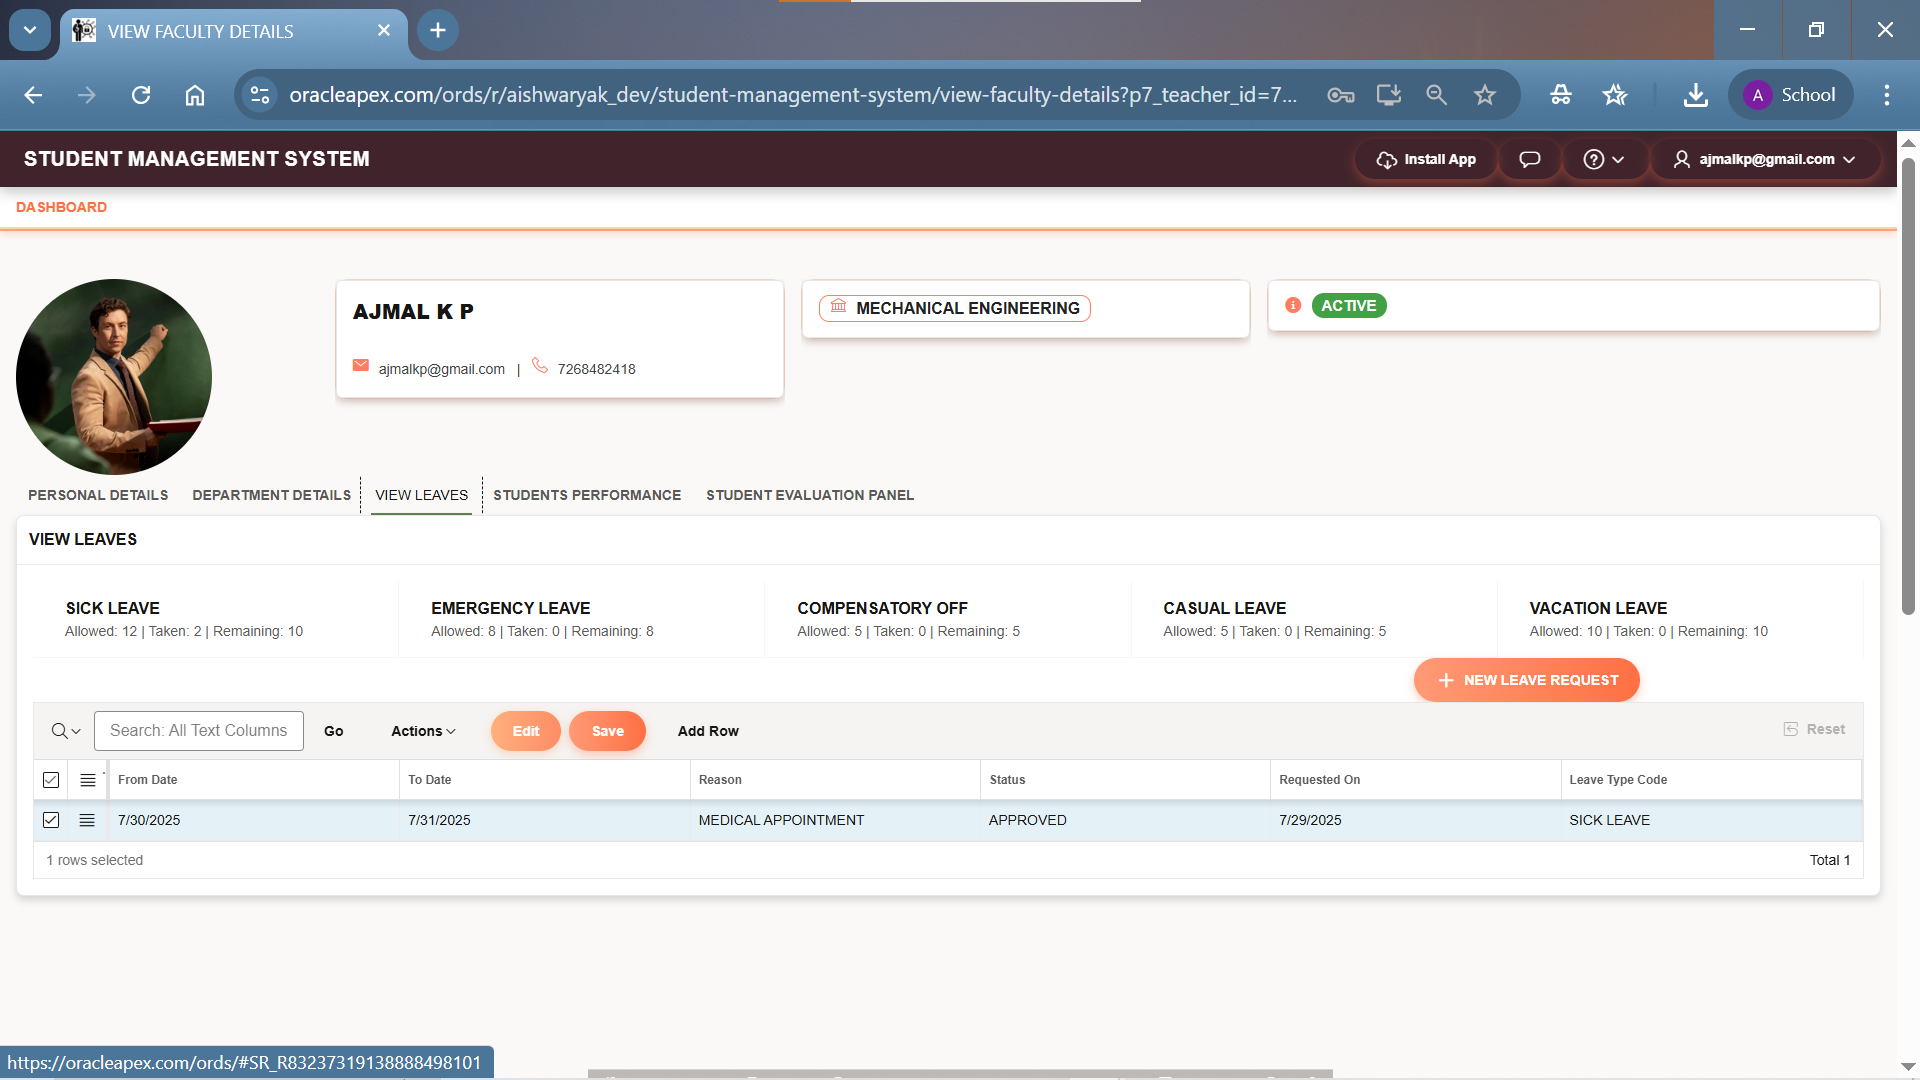 VIEW FACULTY DETAILS
oracleapex.com/ords/r/aishwaryak_dev/student-management-system/view-faculty-details?p7_teacher_id=7...
A School
STUDENT MANAGEMENT SYSTEM
Install App
ajmalkp@gmail.com
DASHBOARD
AJMAL K P
MECHANICAL ENGINEERING
ACTIVE
ajmalkp@gmail.com | 7268482418
PERSONAL DETAILS DEPARTMENT DETAILS VIEW LEAVES STUDENTS PERFORMANCE STUDENT EVALUATION PANEL
VIEW LEAVES
SICK LEAVE
Allowed: 12 | Taken: 2 | Remaining: 10
EMERGENCY LEAVE
Allowed: 8 | Taken: 0 | Remaining: 8
COMPENSATORY OFF
Allowed: 5 | Taken: 0 | Remaining: 5
CASUAL LEAVE
Allowed: 5 | Taken: 0 | Remaining: 5
VACATION LEAVE
Allowed: 10 | Taken: 0 | Remaining: 10
+ NEW LEAVE REQUEST
Search: All Text Columns Go Actions Edit Save Add Row Reset
From Date To Date Reason Status Requested On Leave Type Code
7/30/2025 7/31/2025 MEDICAL APPOINTMENT APPROVED 7/29/2025 SICK LEAVE
1 rows selected Total 1
https://oracleapex.com/ords/#SR_R83237319138888498101